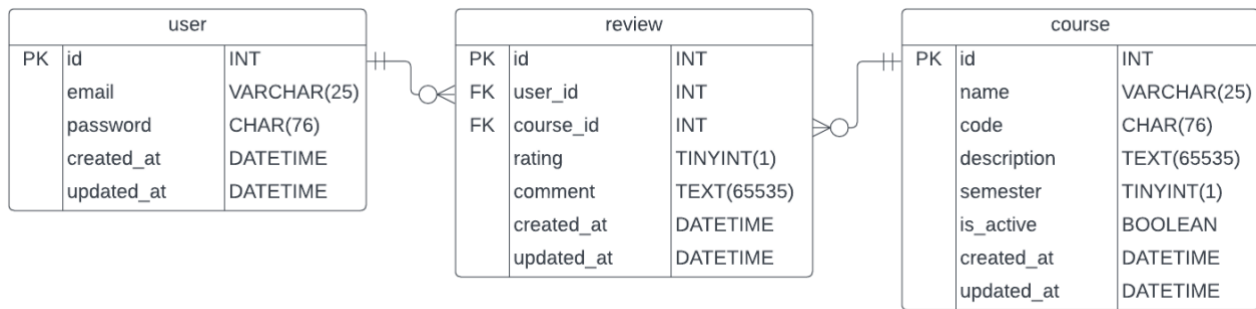 user
PK id INT
email VARCHAR(25)
password CHAR(76)
created_at DATETIME
updated_at DATETIME
review
PK id INT
FK user_id INT
FK course_id INT
rating TINYINT(1)
comment TEXT(65535)
created_at DATETIME
updated_at DATETIME
course
PK id INT
name VARCHAR(25)
code CHAR(76)
description TEXT(65535)
semester TINYINT(1)
is_active BOOLEAN
created_at DATETIME
updated_at DATETIME